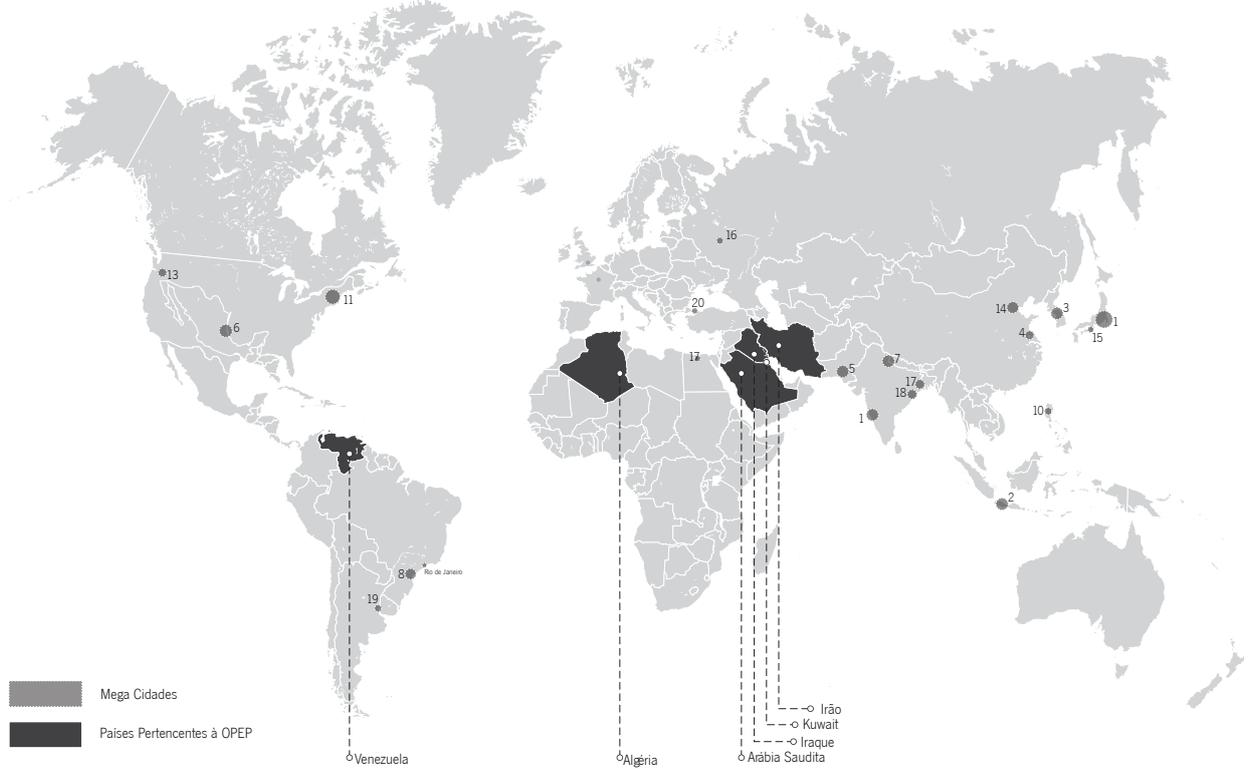 16
13
11
20
14
3
1
6
4
15
17
7
5
17
18
10
1
1
2
8
Rio de Janeiro
19
Mega Cidades
Irão
Kuwait
Paises Pertencentes à OPEP
Iraque
Venezuela
Algéria
Arábia Saudita